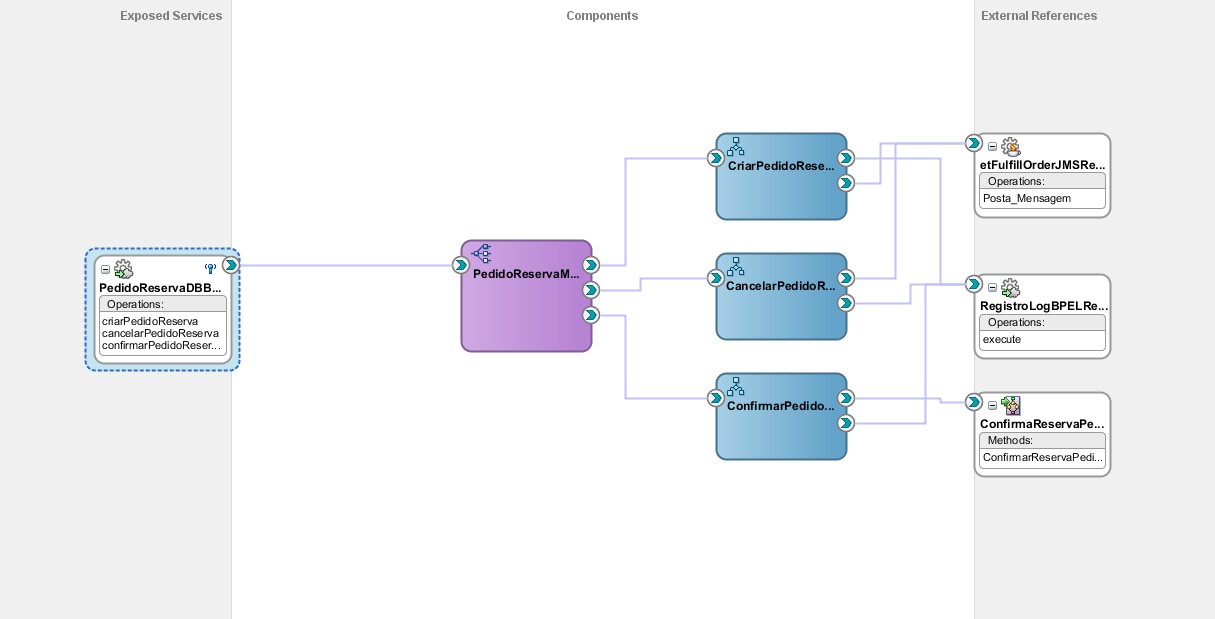 Exposed Services
Components
External References
PedidoReservaDBB...
Operations:
criarPedidoReserva
cancelarPedidoReserva
confirmarPedidoReser...
PedidoReservaM...
CriarPedidoRese...
CancelarPedidoR...
ConfirmarPedido...
etFulfillOrderJMSRe...
Operations:
Posta_Mensagem
RegistroLogBPELRe...
Operations:
execute
ConfirmaReservaPe...
Methods:
ConfirmarReservaPedi...